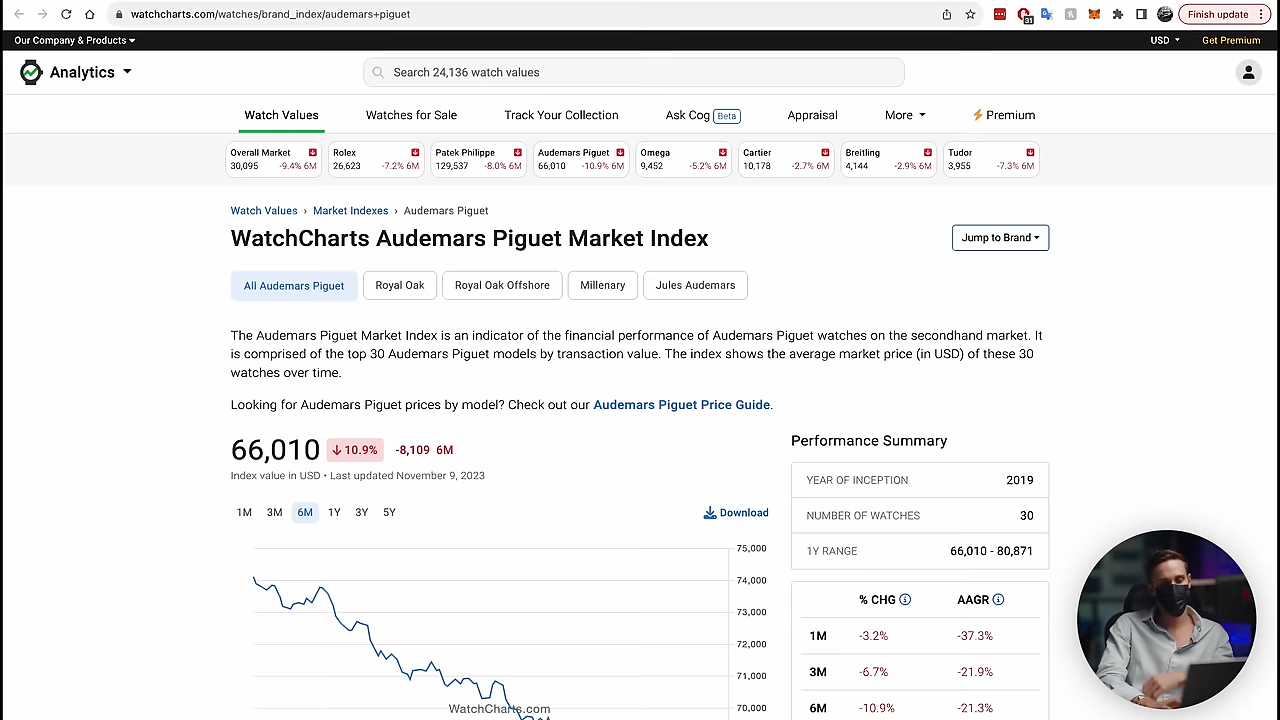 watchcharts.com/watches/brand_index/audemars+piguet
31
Finish update
Our Company & Products
USD
Get Premium
Analytics
Search 24,136 watch values
Watch Values
Watches for Sale
Track Your Collection
Ask Cog Beta
Appraisal
More
Premium
Overall Market
30,095 -9.4% 6M
Rolex
26,623 -7.2% 6M
Patek Philippe
129,537 -8.0% 6M
Audemars Piguet
66,010 -10.9% 6M
Omega
9,452 -5.2% 6M
Cartier
10,178 -2.7% 6M
Breitling
4,144 -2.9% 6M
Tudor
3,955 -7.3% 6M
Watch Values › Market Indexes › Audemars Piguet
WatchCharts Audemars Piguet Market Index
Jump to Brand
All Audemars Piguet
Royal Oak
Royal Oak Offshore
Millenary
Jules Audemars
The Audemars Piguet Market Index is an indicator of the financial performance of Audemars Piguet watches on the secondhand market. It
is comprised of the top 30 Audemars Piguet models by transaction value. The index shows the average market price (in USD) of these 30
watches over time.
Looking for Audemars Piguet prices by model? Check out our Audemars Piguet Price Guide.
66,010 ↓ 10.9% -8,109 6M
Index value in USD • Last updated November 9, 2023
1M 3M 6M 1Y 3Y 5Y
Download
75,000
74,000
73,000
72,000
71,000
70,000
WatchCharts.com
Performance Summary
YEAR OF INCEPTION 2019
NUMBER OF WATCHES 30
1Y RANGE 66,010 - 80,871
% CHG AAGR
1M -3.2% -37.3%
3M -6.7% -21.9%
6M -10.9% -21.3%